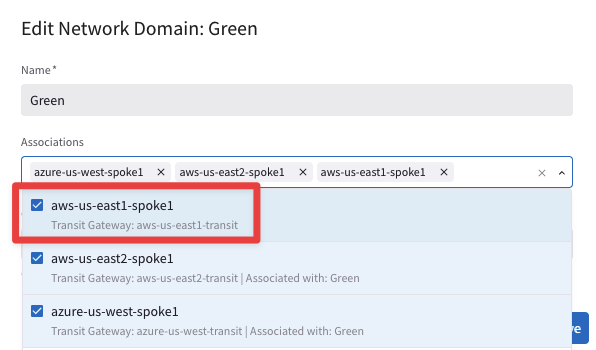 Edit Network Domain: Green
Name*
Green
Associations
azure-us-west-spoke1 × aws-us-east2-spoke1 × aws-us-east1-spoke1 ×
aws-us-east1-spoke1
Transit Gateway: aws-us-east1-transit
aws-us-east2-spoke1
Transit Gateway: aws-us-east2-transit | Associated with: Green
azure-us-west-spoke1
Transit Gateway: azure-us-west-transit | Associated with: Green